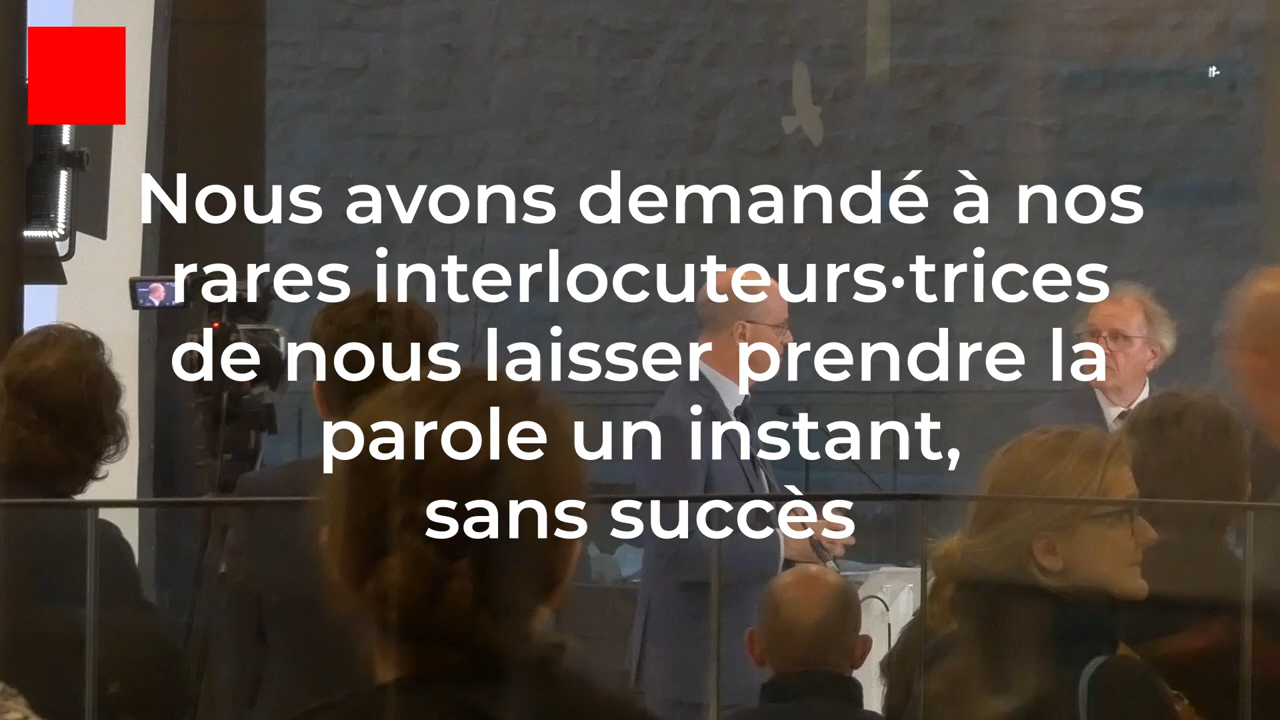 Nous avons demandé à nos
rares interlocuteurs·trices
de nous laisser prendre la
parole un instant,
sans succès